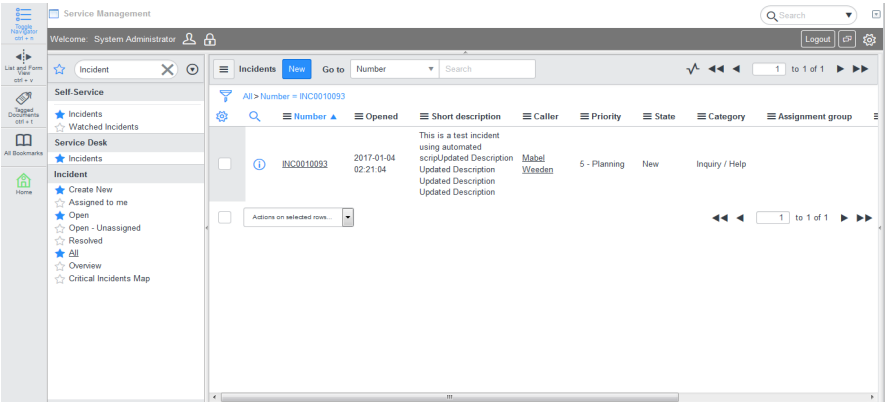 Service Management
Search
Toggle
Navigator
ctrl + n
Welcome: System Administrator
Logout
List and Form
View
ctrl + v
Incident
Incidents
New
Go to
Number
Search
1 to 1 of 1
Self-Service
All > Number = INC0010093
Tagged
Documents
ctrl + t
Incidents
Watched Incidents
Number
Opened
Short description
Caller
Priority
State
Category
Assignment group
Service Desk
Incidents
All Bookmarks
This is a test incident
using automated
scripUpdated Description
Updated Description
Updated Description
Updated Description
INC0010093
2017-01-04
02:21:04
Mabel
Weeden
5 - Planning
New
Inquiry / Help
Incident
Home
Create New
Assigned to me
Open
Open - Unassigned
Resolved
All
Overview
Critical Incidents Map
Actions on selected rows...
1 to 1 of 1